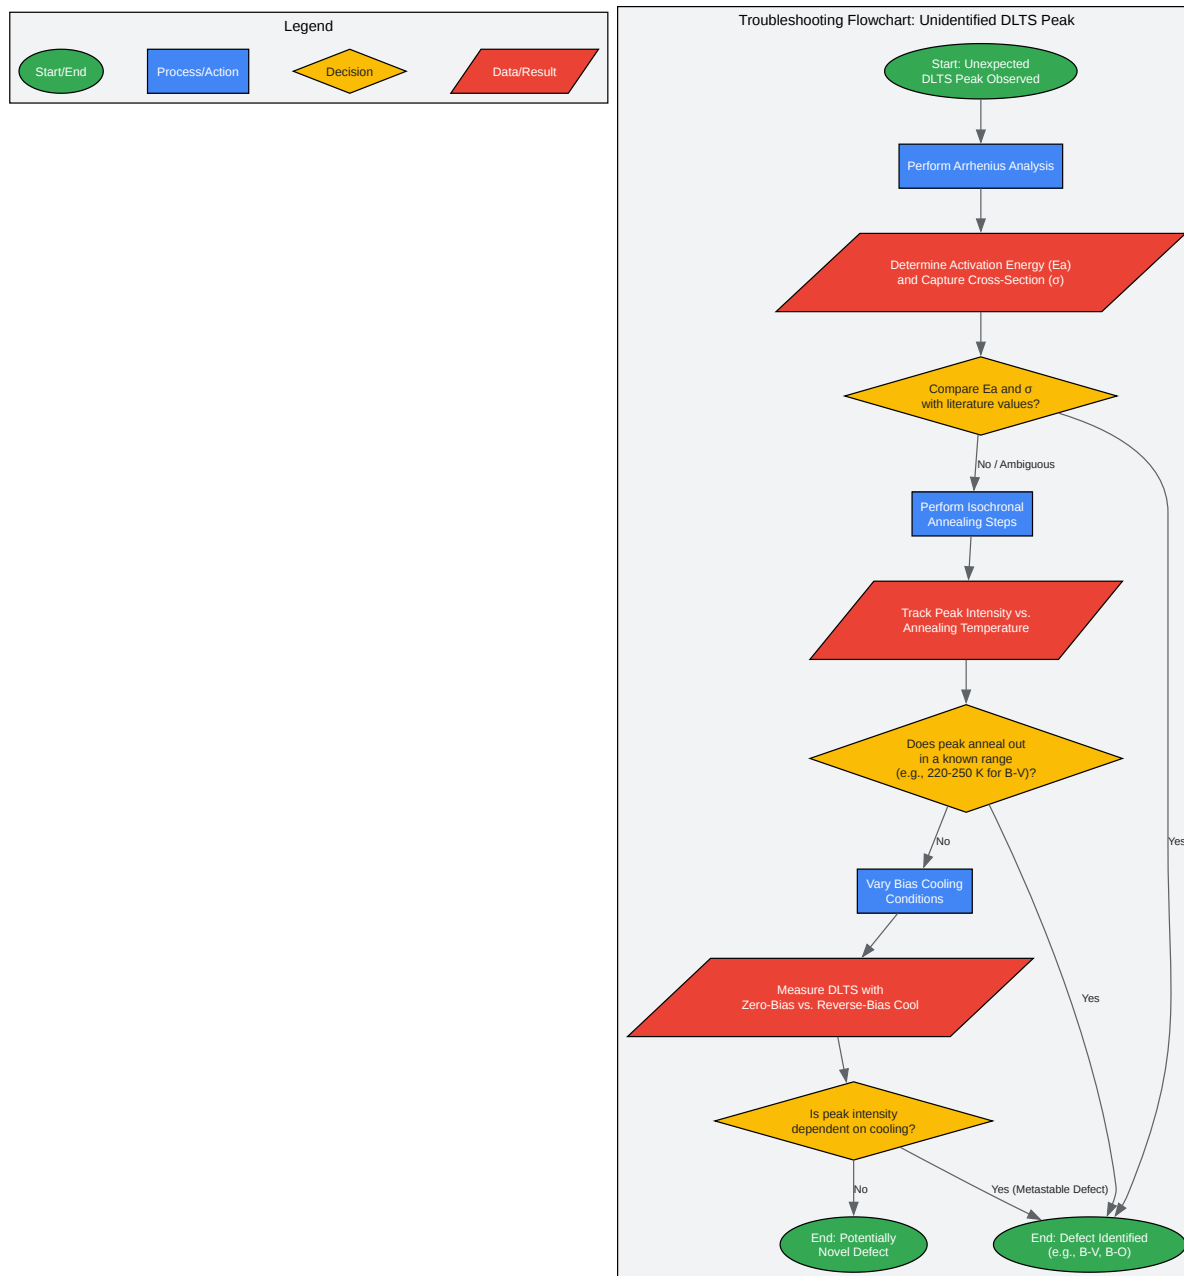 Legend
Start/End
Process/Action
Decision
Data/Result
Troubleshooting Flowchart: Unidentified DLTS Peak
Start: Unexpected
DLTS Peak Observed
Perform Arrhenius Analysis
Determine Activation Energy (Ea)
and Capture Cross-Section (σ)
Compare Ea and σ
with literature values?
No / Ambiguous
Perform Isochronal
Annealing Steps
Track Peak Intensity vs.
Annealing Temperature
Does peak anneal out
in a known range
(e.g., 220-250 K for B-V)?
No
Yes
Vary Bias Cooling
Conditions
Measure DLTS with
Zero-Bias vs. Reverse-Bias Cool
Yes
Is peak intensity
dependent on cooling?
No
Yes (Metastable Defect)
End: Potentially
Novel Defect
End: Defect Identified
(e.g., B-V, B-O)